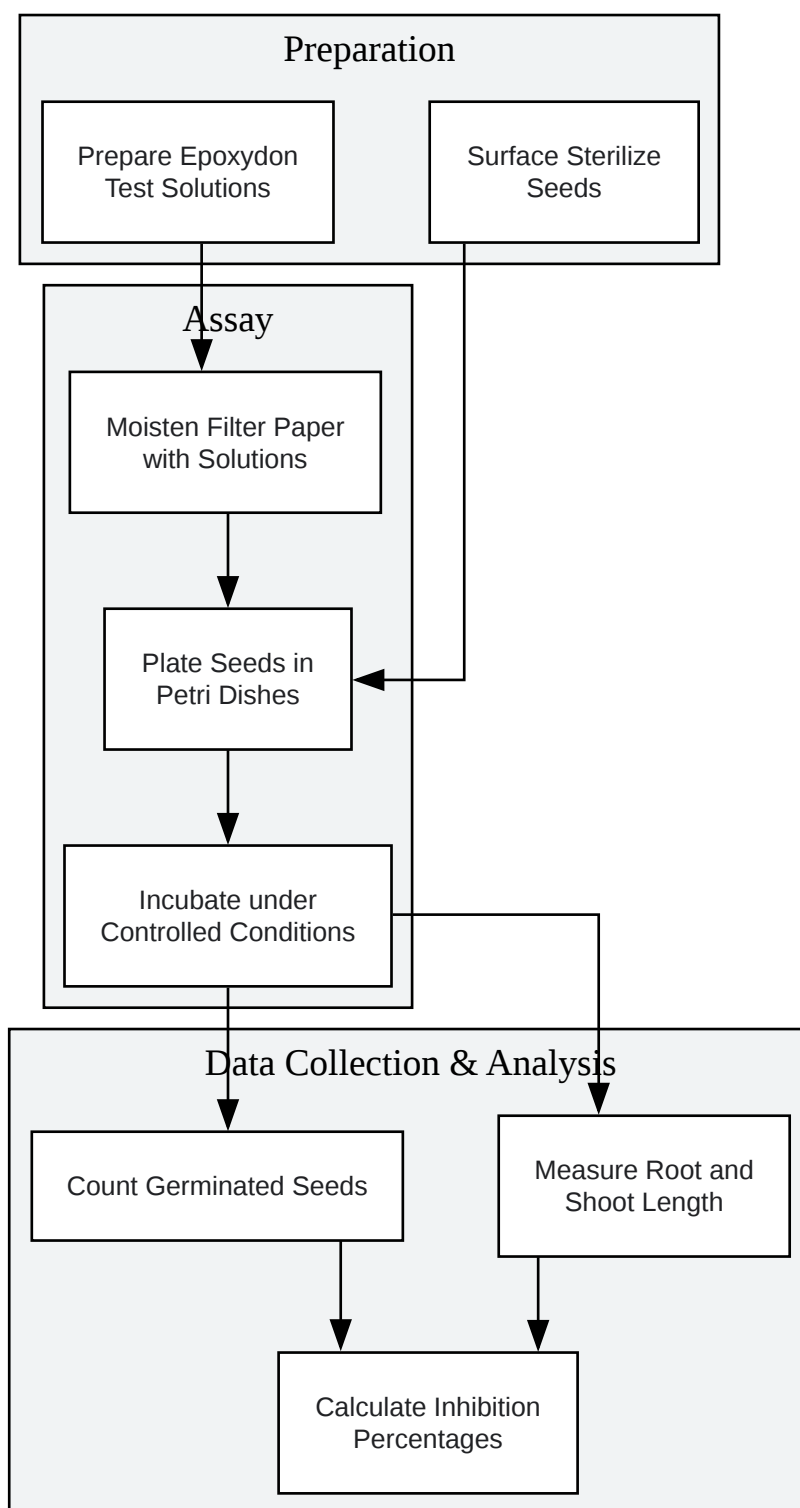 Preparation
Prepare Epoxydon
Test Solutions
Surface Sterilize
Seeds
Assay
Moisten Filter Paper
with Solutions
Plate Seeds in
Petri Dishes
Incubate under
Controlled Conditions
Data Collection & Analysis
Count Germinated Seeds
Measure Root and
Shoot Length
Calculate Inhibition
Percentages